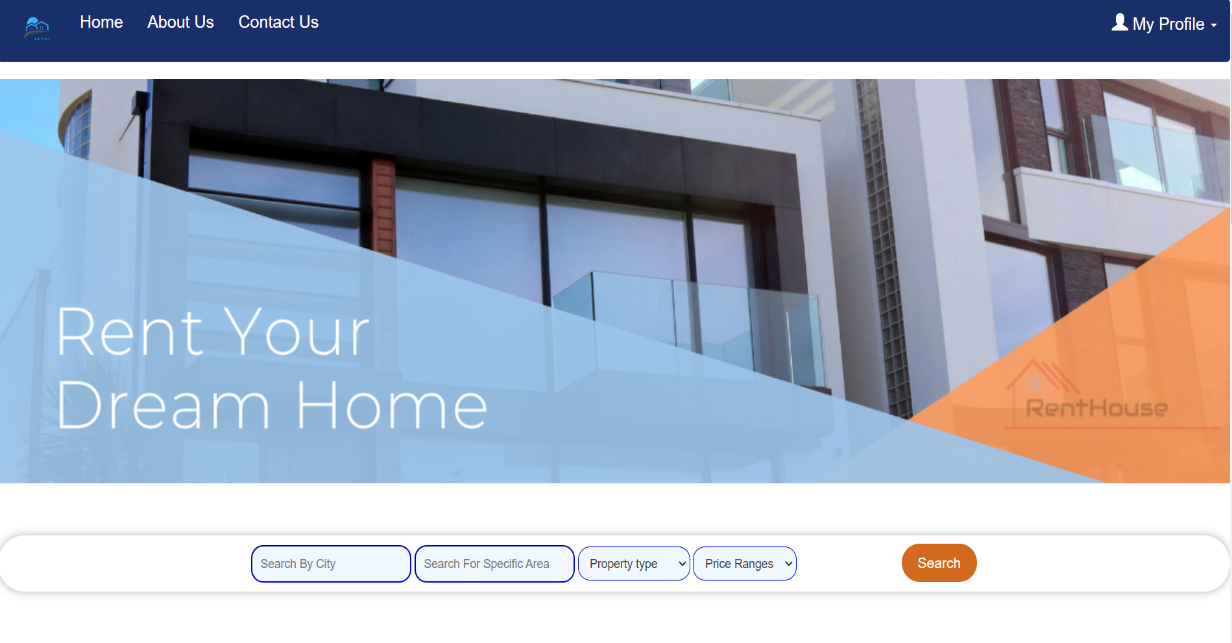 Home About Us Contact Us My Profile
Rent Your
Dream Home
RentHouse
Search By City Search For Specific Area Property type Price Ranges Search